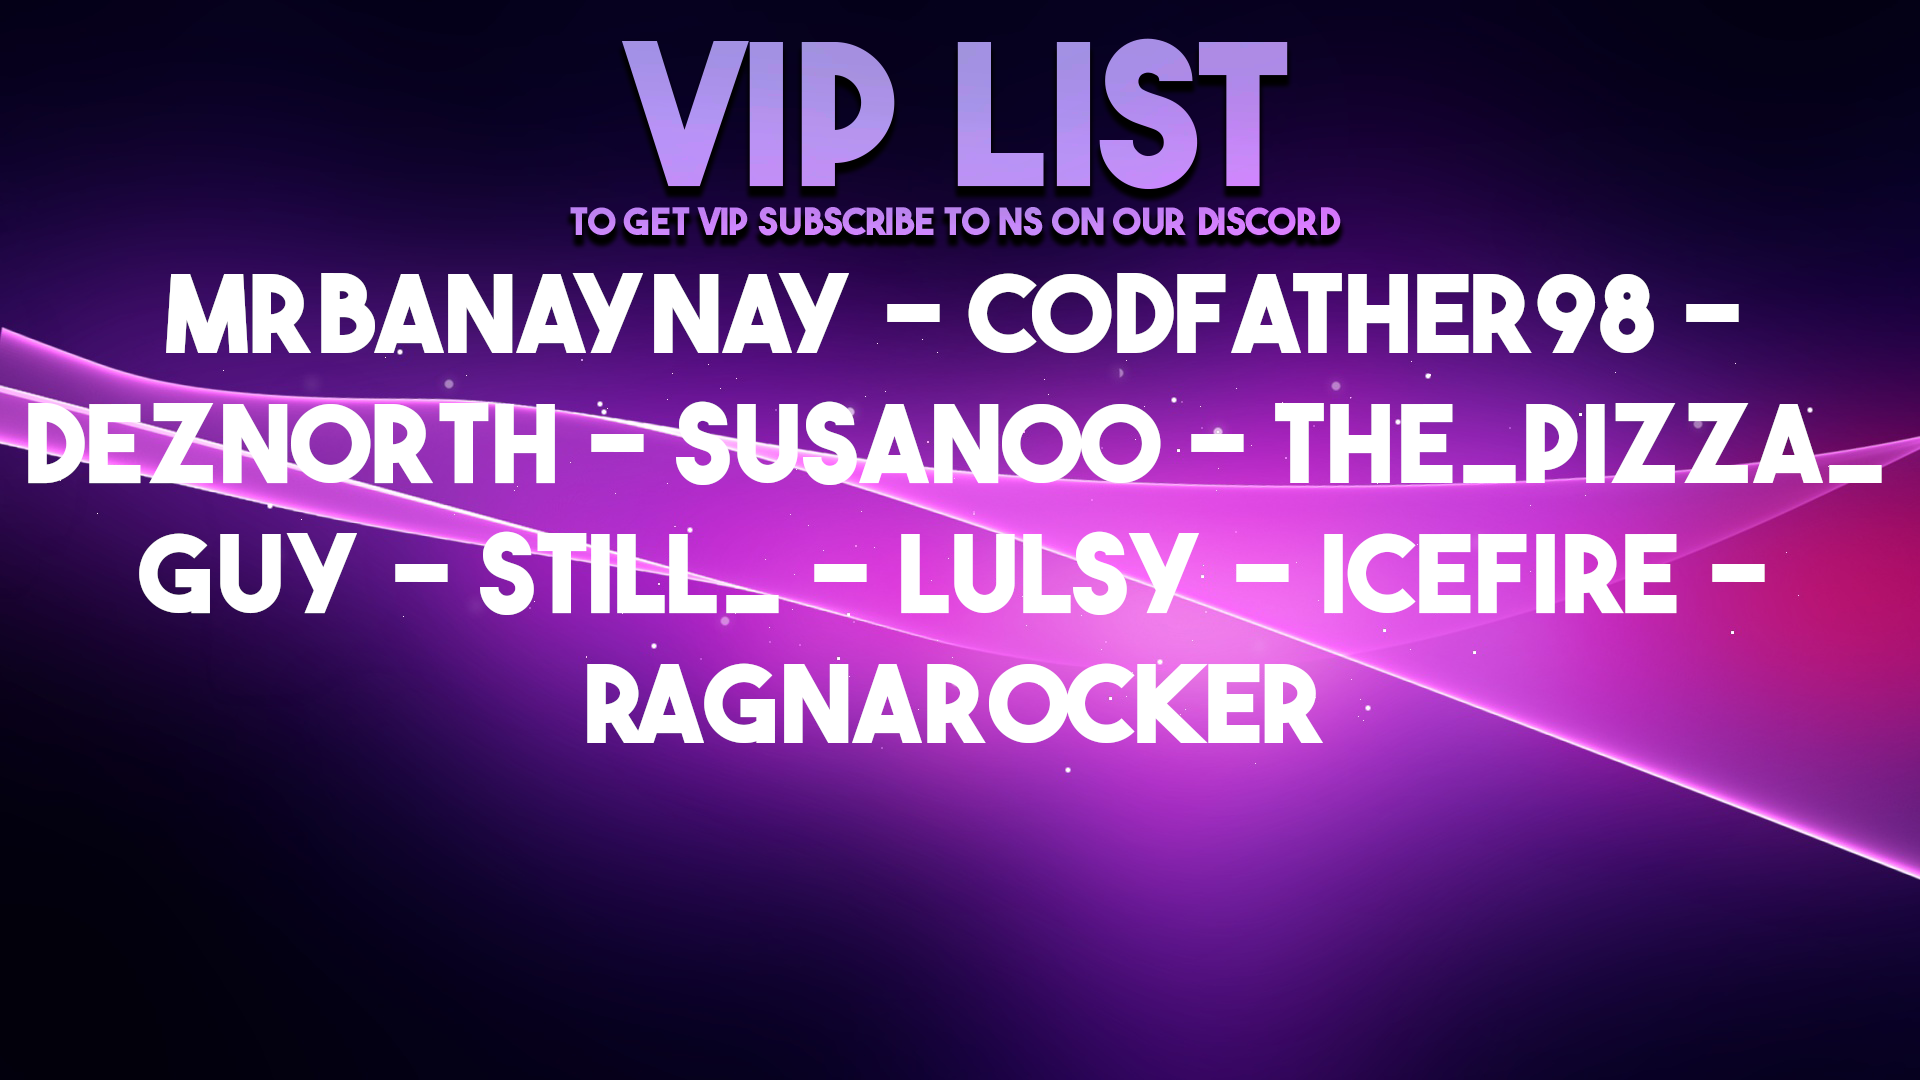 VIP LIST
TO GET VIP SUBSCRIBE TO NS ON OUR DISCORD
MRBANAYNAY - CODFATHER98 -
DEZNORTH - SUSANOO - THE_PIZZA_
GUY - STILL_ - LULSY - ICEFIRE -
RAGNAROCKER